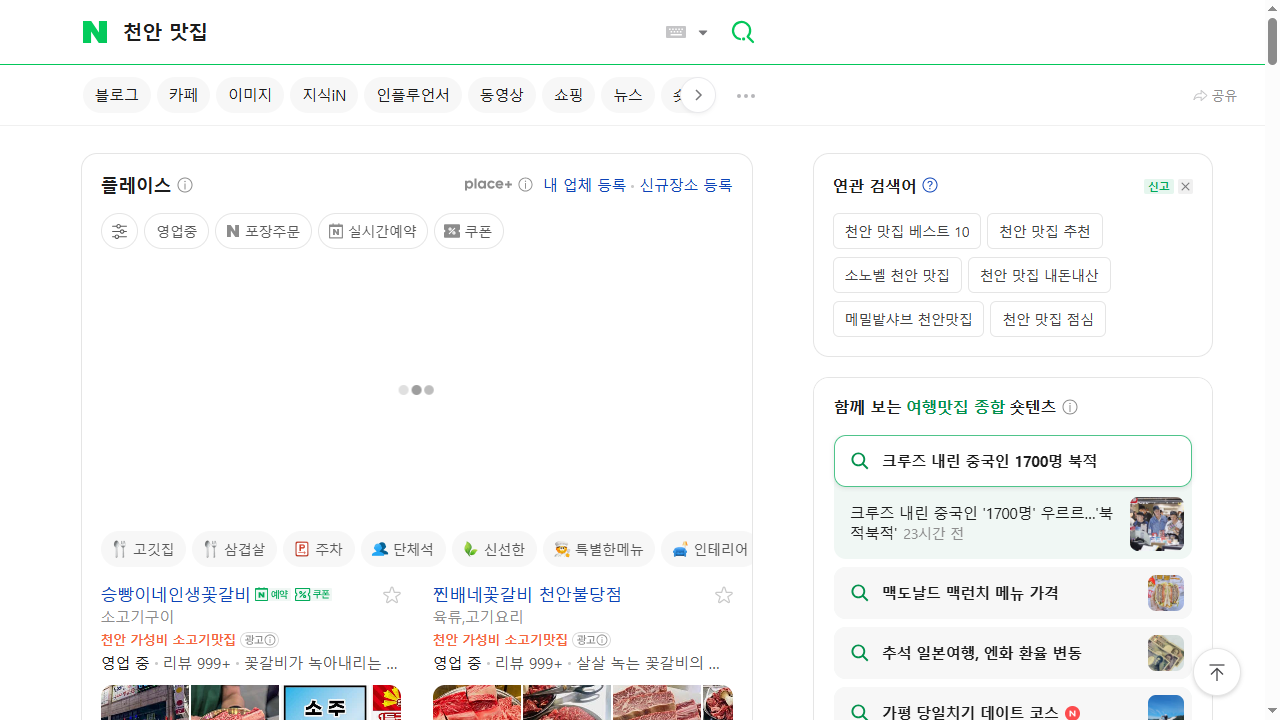 천안 맛집
블로그 카페 이미지 지식iN 인플루언서 동영상 쇼핑 뉴스
공유
플레이스
place+ 내 업체 등록 신규장소 등록
영업중 N 포장주문 N 실시간예약 쿠폰
고깃집 삼겹살 주차 단체석 신선한 특별한메뉴 인테리어
승빵이네인생꽃갈비 N 예약 쿠폰
소고기구이
천안 가성비 소고기맛집 광고
영업 중 · 리뷰 999+ · 꽃갈비가 녹아내리는 ...
소주
찐배네꽃갈비 천안불당점
육류,고기요리
천안 가성비 소고기맛집 광고
영업 중 · 리뷰 999+ · 살살 녹는 꽃갈비의 ...
연관 검색어 신고
천안 맛집 베스트 10 천안 맛집 추천
소노벨 천안 맛집 천안 맛집 내돈내산
메밀밭샤브 천안맛집 천안 맛집 점심
함께 보는 여행맛집 종합 숏텐츠
크루즈 내린 중국인 1700명 북적
크루즈 내린 중국인 '1700명' 우르르…'북
적북적' 23시간 전
맥도날드 맥런치 메뉴 가격
추석 일본여행, 엔화 환율 변동
가평 당일치기 데이트 코스 N